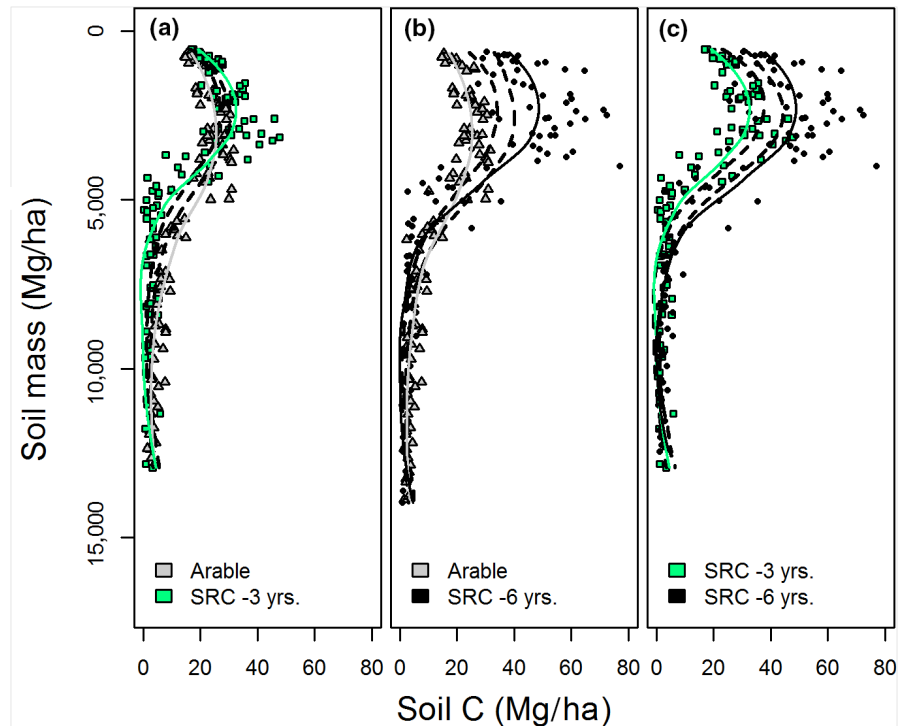 (a)
(b)
(c)
0
5,000
10,000
15,000
Soil mass (Mg/ha)
Arable
SRC -3 yrs.
Arable
SRC -6 yrs.
SRC -3 yrs.
SRC -6 yrs.
0 20 40 60 80
0 20 40 60 80
0 20 40 60 80
Soil C (Mg/ha)